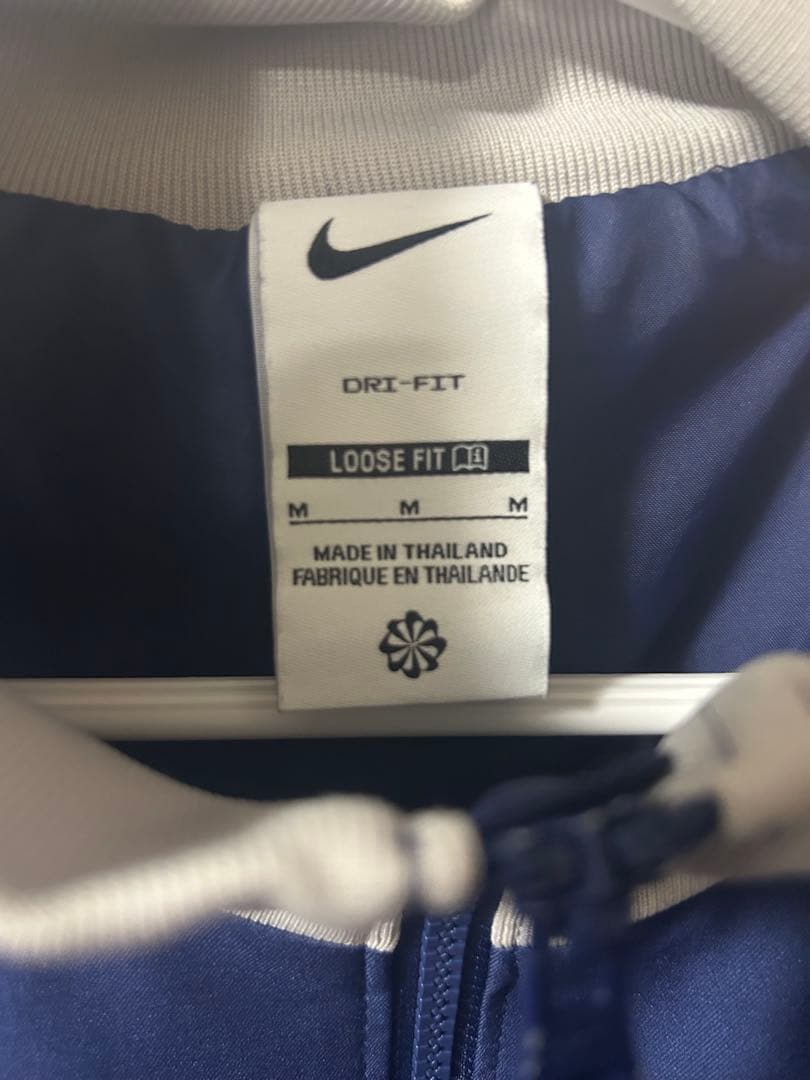 DRI-FIT
LOOSE FIT
M M M
MADE IN THAILAND
FABRIQUE EN THAILANDE